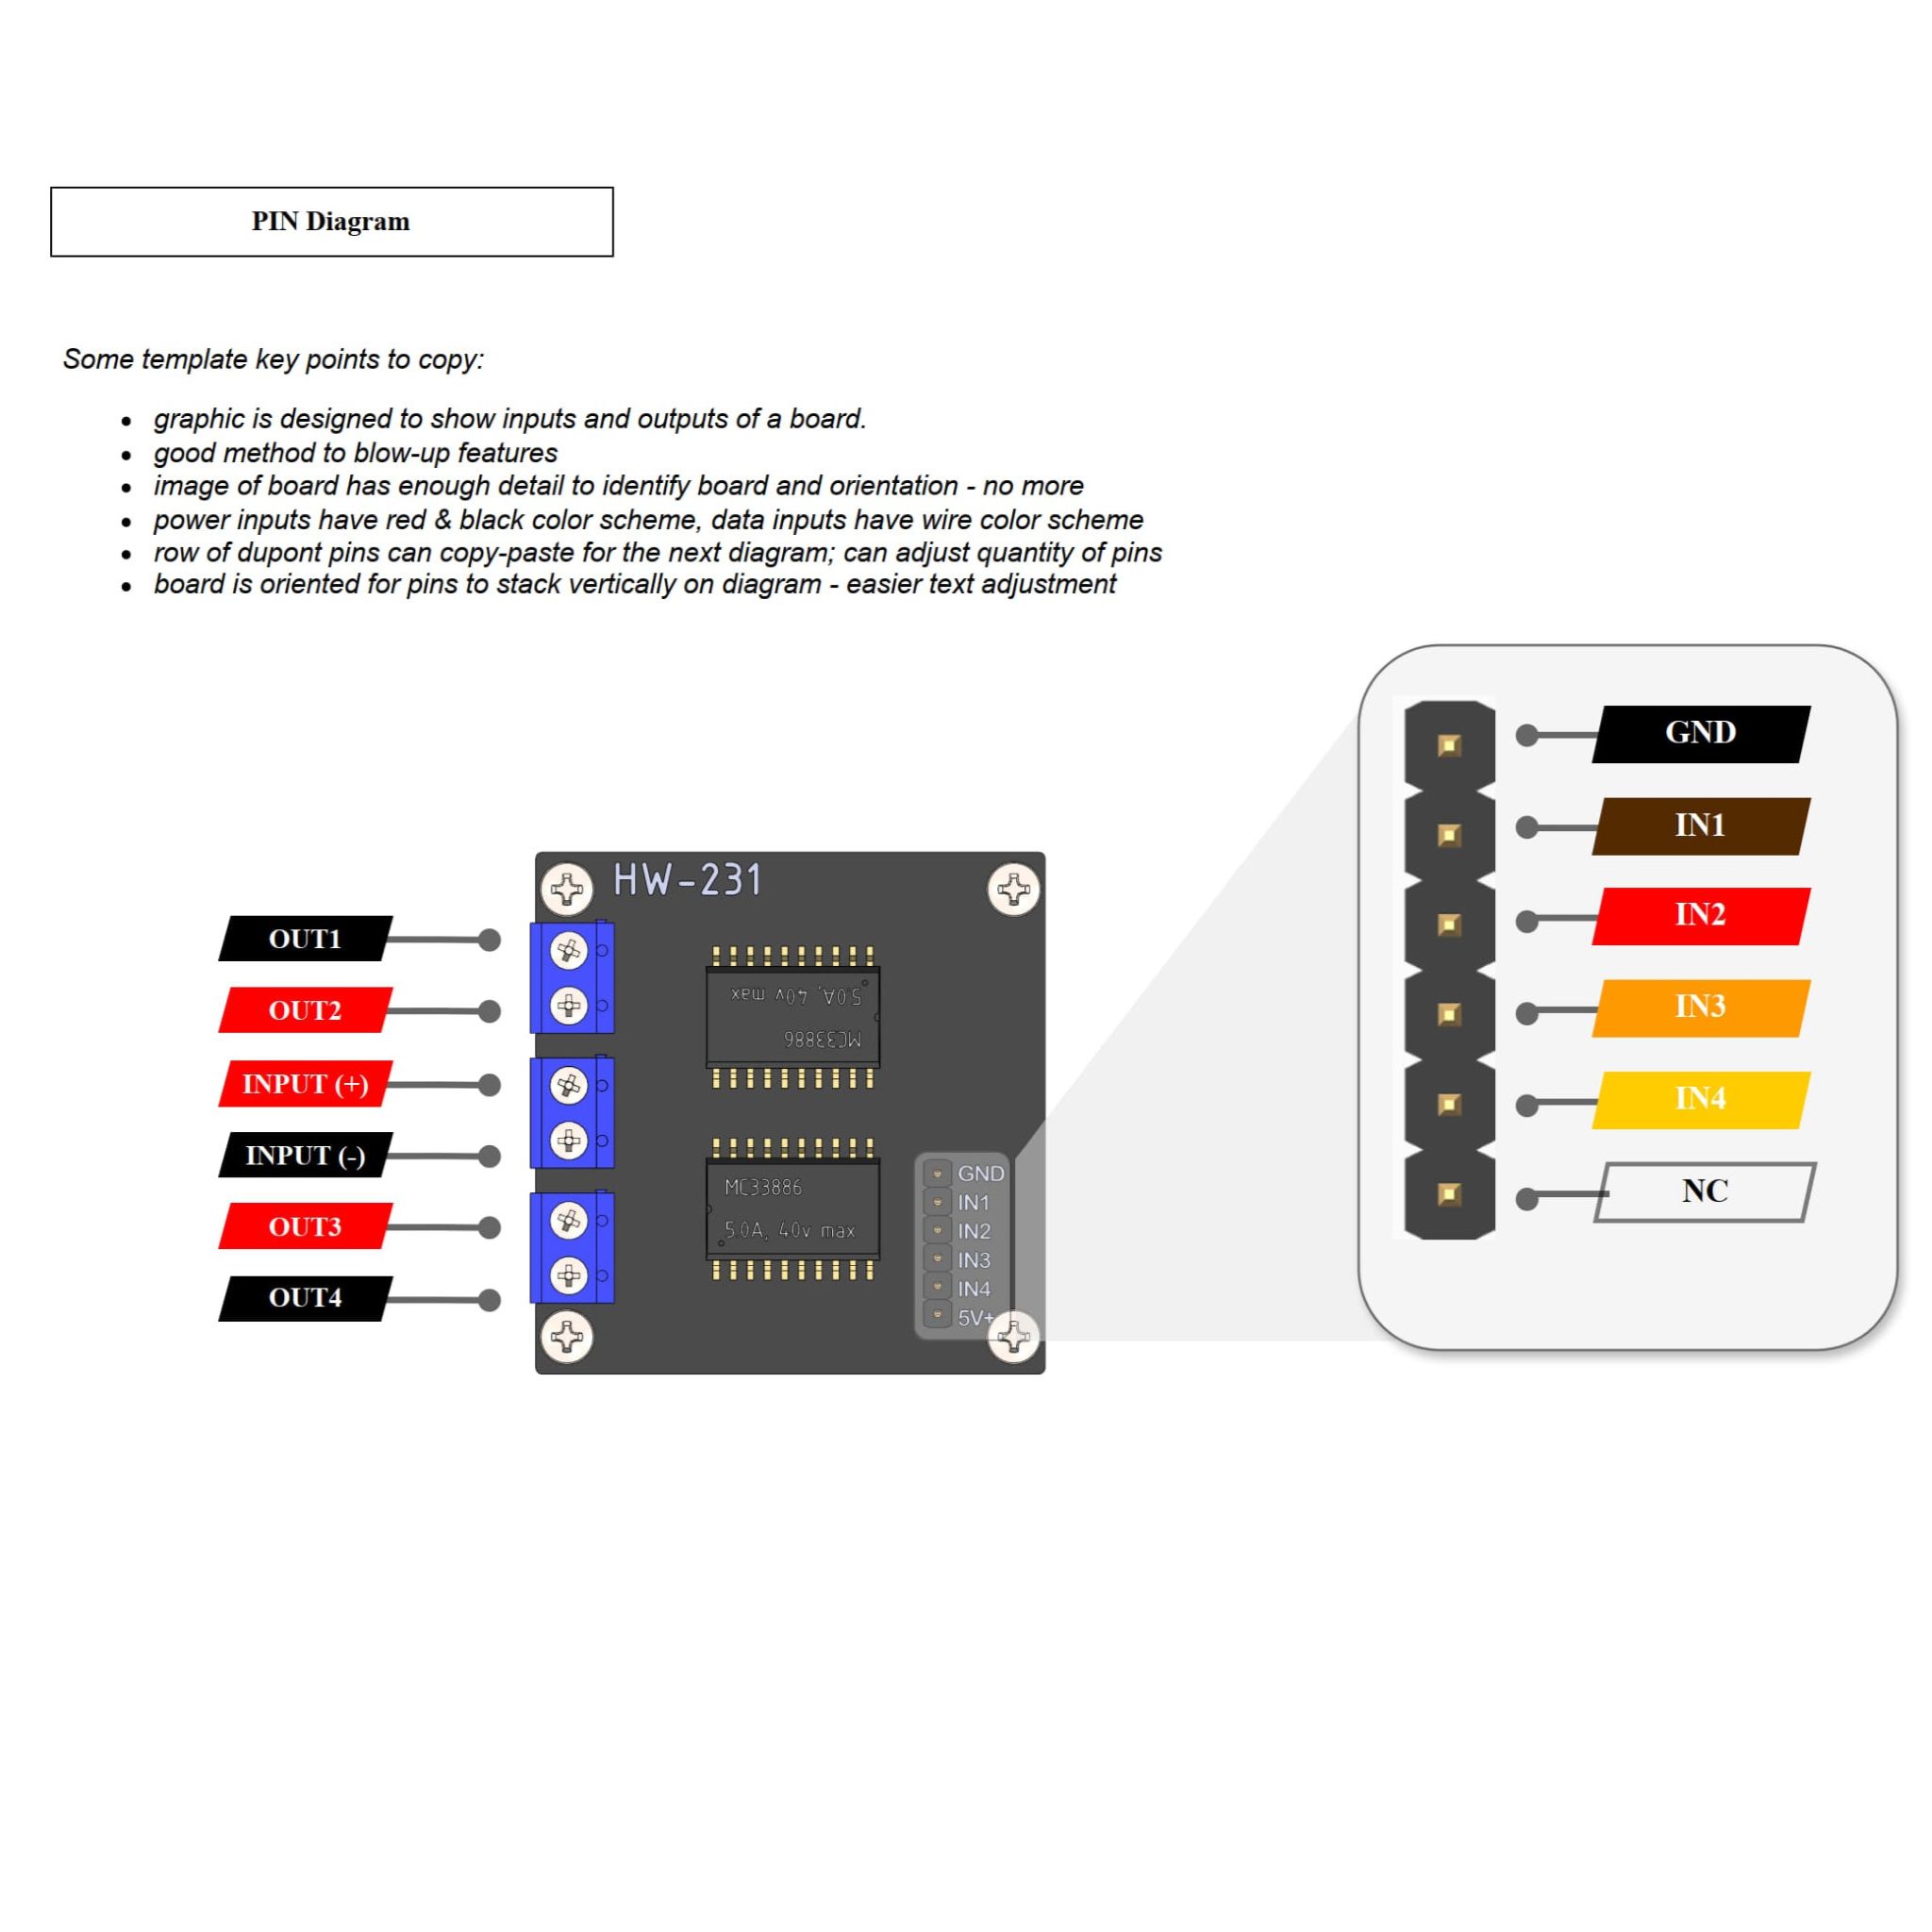 PIN Diagram
Some template key points to copy:
• graphic is designed to show inputs and outputs of a board.
• good method to blow-up features
• image of board has enough detail to identify board and orientation - no more
• power inputs have red & black color scheme, data inputs have wire color scheme
• row of dupont pins can copy-paste for the next diagram; can adjust quantity of pins
• board is oriented for pins to stack vertically on diagram - easier text adjustment
OUT1
OUT2
INPUT (+)
INPUT (-)
OUT3
OUT4
HW-231
5.0A, 40v max
MC33886
MC33886
5.0A, 40v max
GND
IN1
IN2
IN3
IN4
5V+
GND
IN1
IN2
IN3
IN4
NC